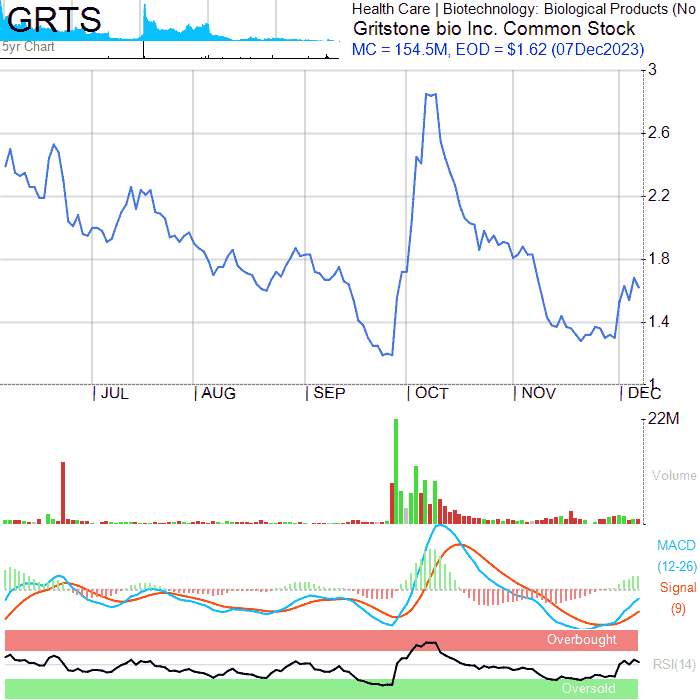 GRTS
5yr Chart
Health Care | Biotechnology: Biological Products (No
Gritstone bio Inc. Common Stock
MC = 154.5M, EOD = $1.62 (07Dec2023)
3
2.6
2.2
1.8
1.4
1
JUL AUG SEP OCT NOV DEC
22M
Volume
MACD
(12-26)
Signal
(9)
Overbought
RSI(14)
Oversold